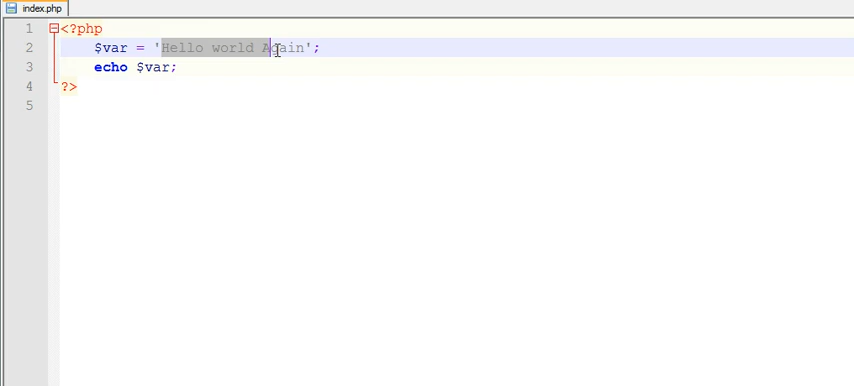 index.php
1 <?php
2 $var = 'Hello world Again';
3 echo $var;
4 ?>
5